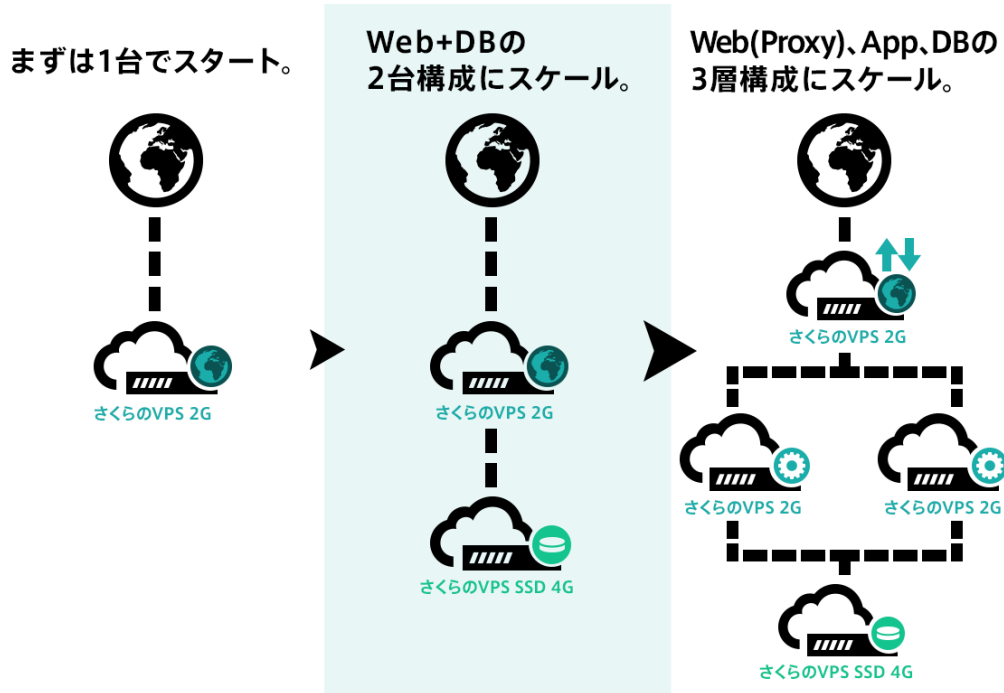 まずは1台でスタート。
Web+DBの
2台構成にスケール。
Web(Proxy)、App、DBの
3層構成にスケール。
さくらのVPS 2G
さくらのVPS 2G
さくらのVPS SSD 4G
さくらのVPS 2G
さくらのVPS 2G
さくらのVPS 2G
さくらのVPS SSD 4G